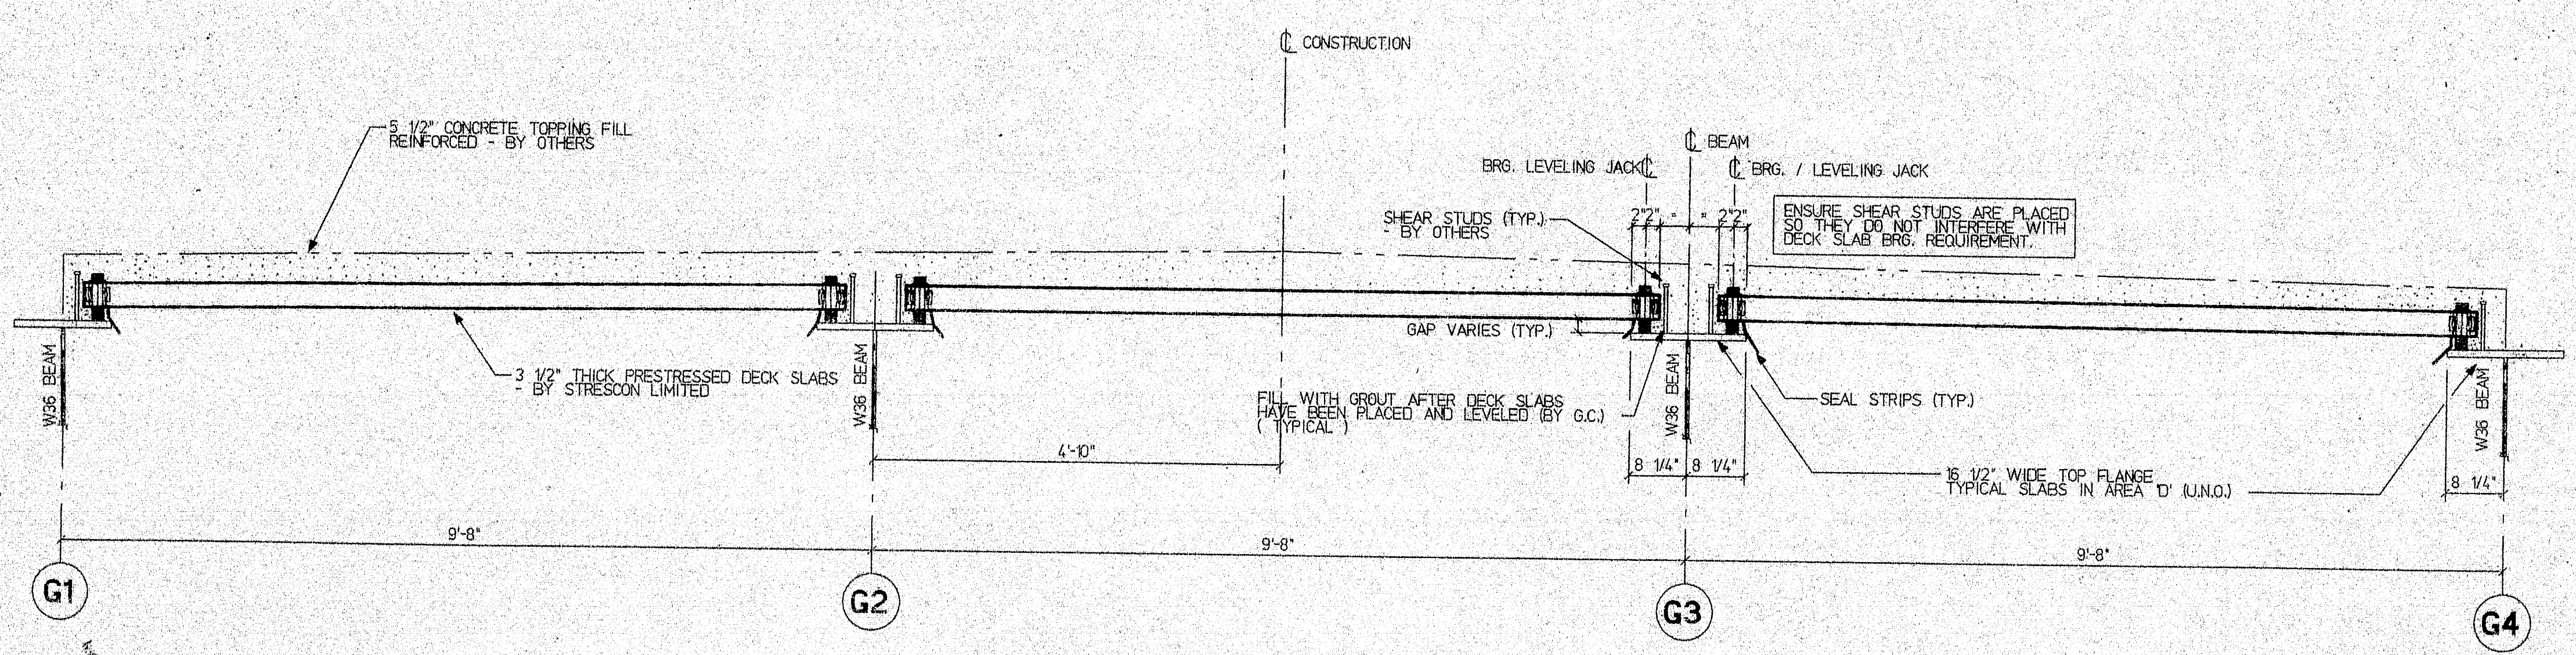 ℄ CONSTRUCTION
5 1/2" CONCRETE TOPPING FILL
REINFORCED - BY OTHERS
℄ BEAM
BRG. LEVELING JACK ℄
℄ BRG. / LEVELING JACK
SHEAR STUDS (TYP.)
- BY OTHERS
2" 2" = = 2" 2"
ENSURE SHEAR STUDS ARE PLACED
SO THEY DO NOT INTERFERE WITH
DECK SLAB BRG. REQUIREMENT.
GAP VARIES (TYP.)
W36 BEAM
3 1/2" THICK PRESTRESSED DECK SLABS
- BY STRESCON LIMITED
W36 BEAM
FILL WITH GROUT AFTER DECK SLABS
HAVE BEEN PLACED AND LEVELED (BY G.C.)
( TYPICAL )
W36 BEAM
SEAL STRIPS (TYP.)
W36 BEAM
4'-10"
8 1/4" 8 1/4"
16 1/2" WIDE TOP FLANGE
TYPICAL SLABS IN AREA 'D' (U.N.O.)
8 1/4"
9'-8"
9'-8"
9'-8"
G1
G2
G3
G4